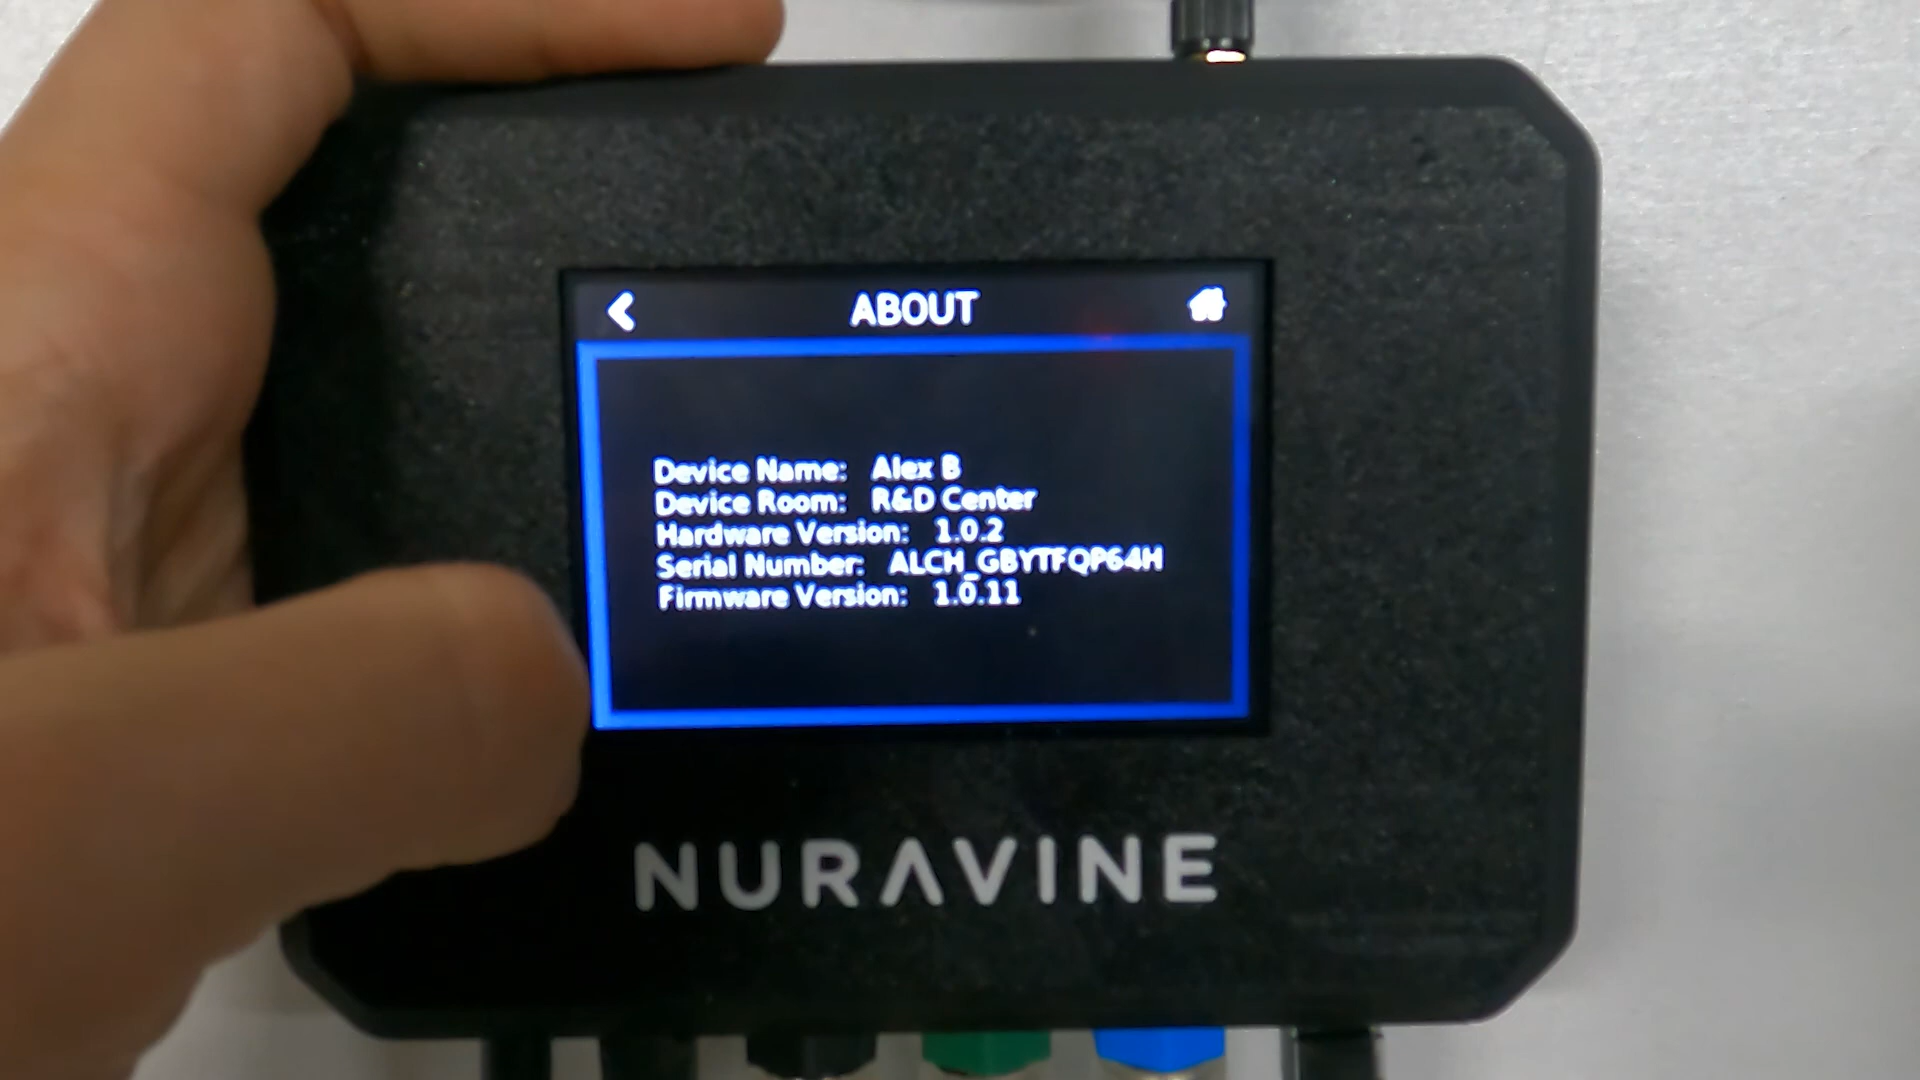 ABOUT
Device Name: Alex B
Device Room: R&D Center
Hardware Version: 1.0.2
Serial Number: ALCH_GBYTFQP64H
Firmware Version: 1.0.11
NURAVINE